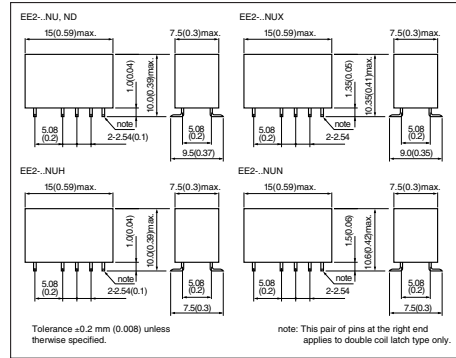 EE2-..NU, ND
15(0.59)max.
7.5(0.3)max.
1.0(0.04)
10.0(0.39)max.
note
5.08
(0.2)
2-2.54(0.1)
5.08
(0.2)
9.5(0.37)
EE2-..NUX
15(0.59)max.
7.5(0.3)max.
1.35(0.05)
10.35(0.41)max.
note
5.08
(0.2)
2-2.54
5.08
(0.2)
9.0(0.35)
EE2-..NUH
15(0.59)max.
7.5(0.3)max.
1.0(0.04)
10.0(0.39)max.
note
5.08
(0.2)
2-2.54(0.1)
5.08
(0.2)
7.5(0.3)
EE2-..NUN
15(0.59)max.
7.5(0.3)max.
1.5(0.06)
10.6(0.42)max.
note
5.08
(0.2)
2-2.54
5.08
(0.2)
7.5(0.3)
Tolerance ±0.2 mm (0.008) unless
therwise specified.
note: This pair of pins at the right end
applies to double coil latch type only.